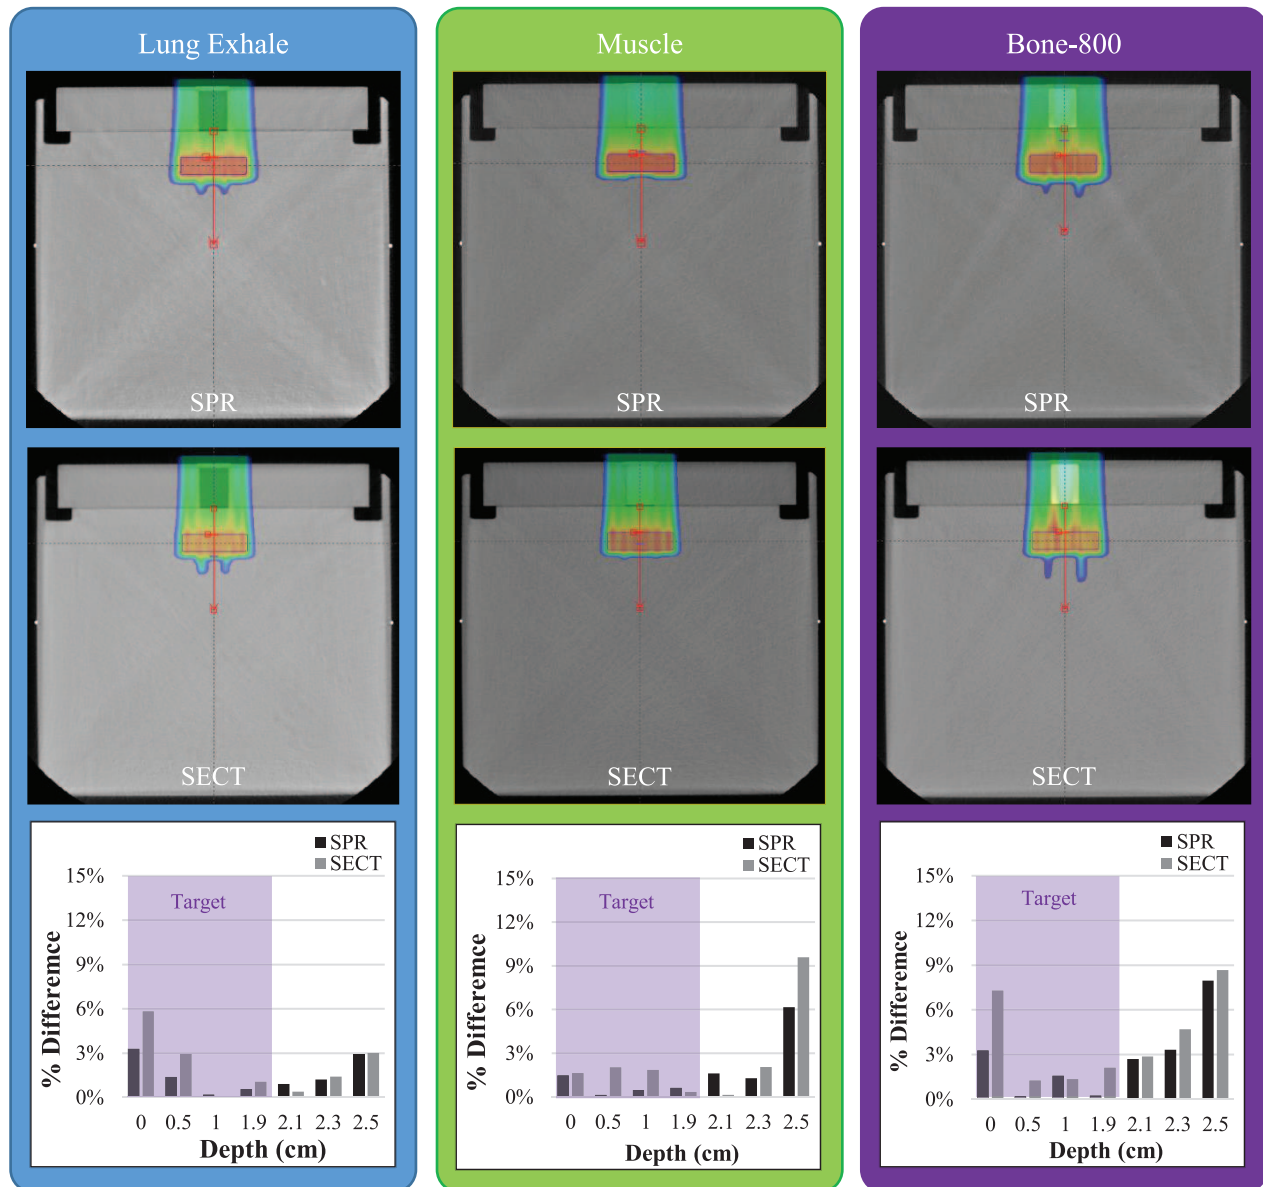 Lung Exhale
SPR
SECT
SPR
SECT
15%
12%
9%
6%
3%
0%
Target
% Differemce
0 0.5 1 1.9 2.1 2.3 2.5
Depth (cm)
Muscle
SPR
SECT
SPR
SECT
15%
12%
9%
6%
3%
0%
Target
% Difference
0 0.5 1 1.9 2.1 2.3 2.5
Depth (cm)
Bone-800
SPR
SECT
SPR
SECT
15%
12%
9%
6%
3%
0%
Target
% Difference
0 0.5 1 1.9 2.1 2.3 2.5
Depth (cm)